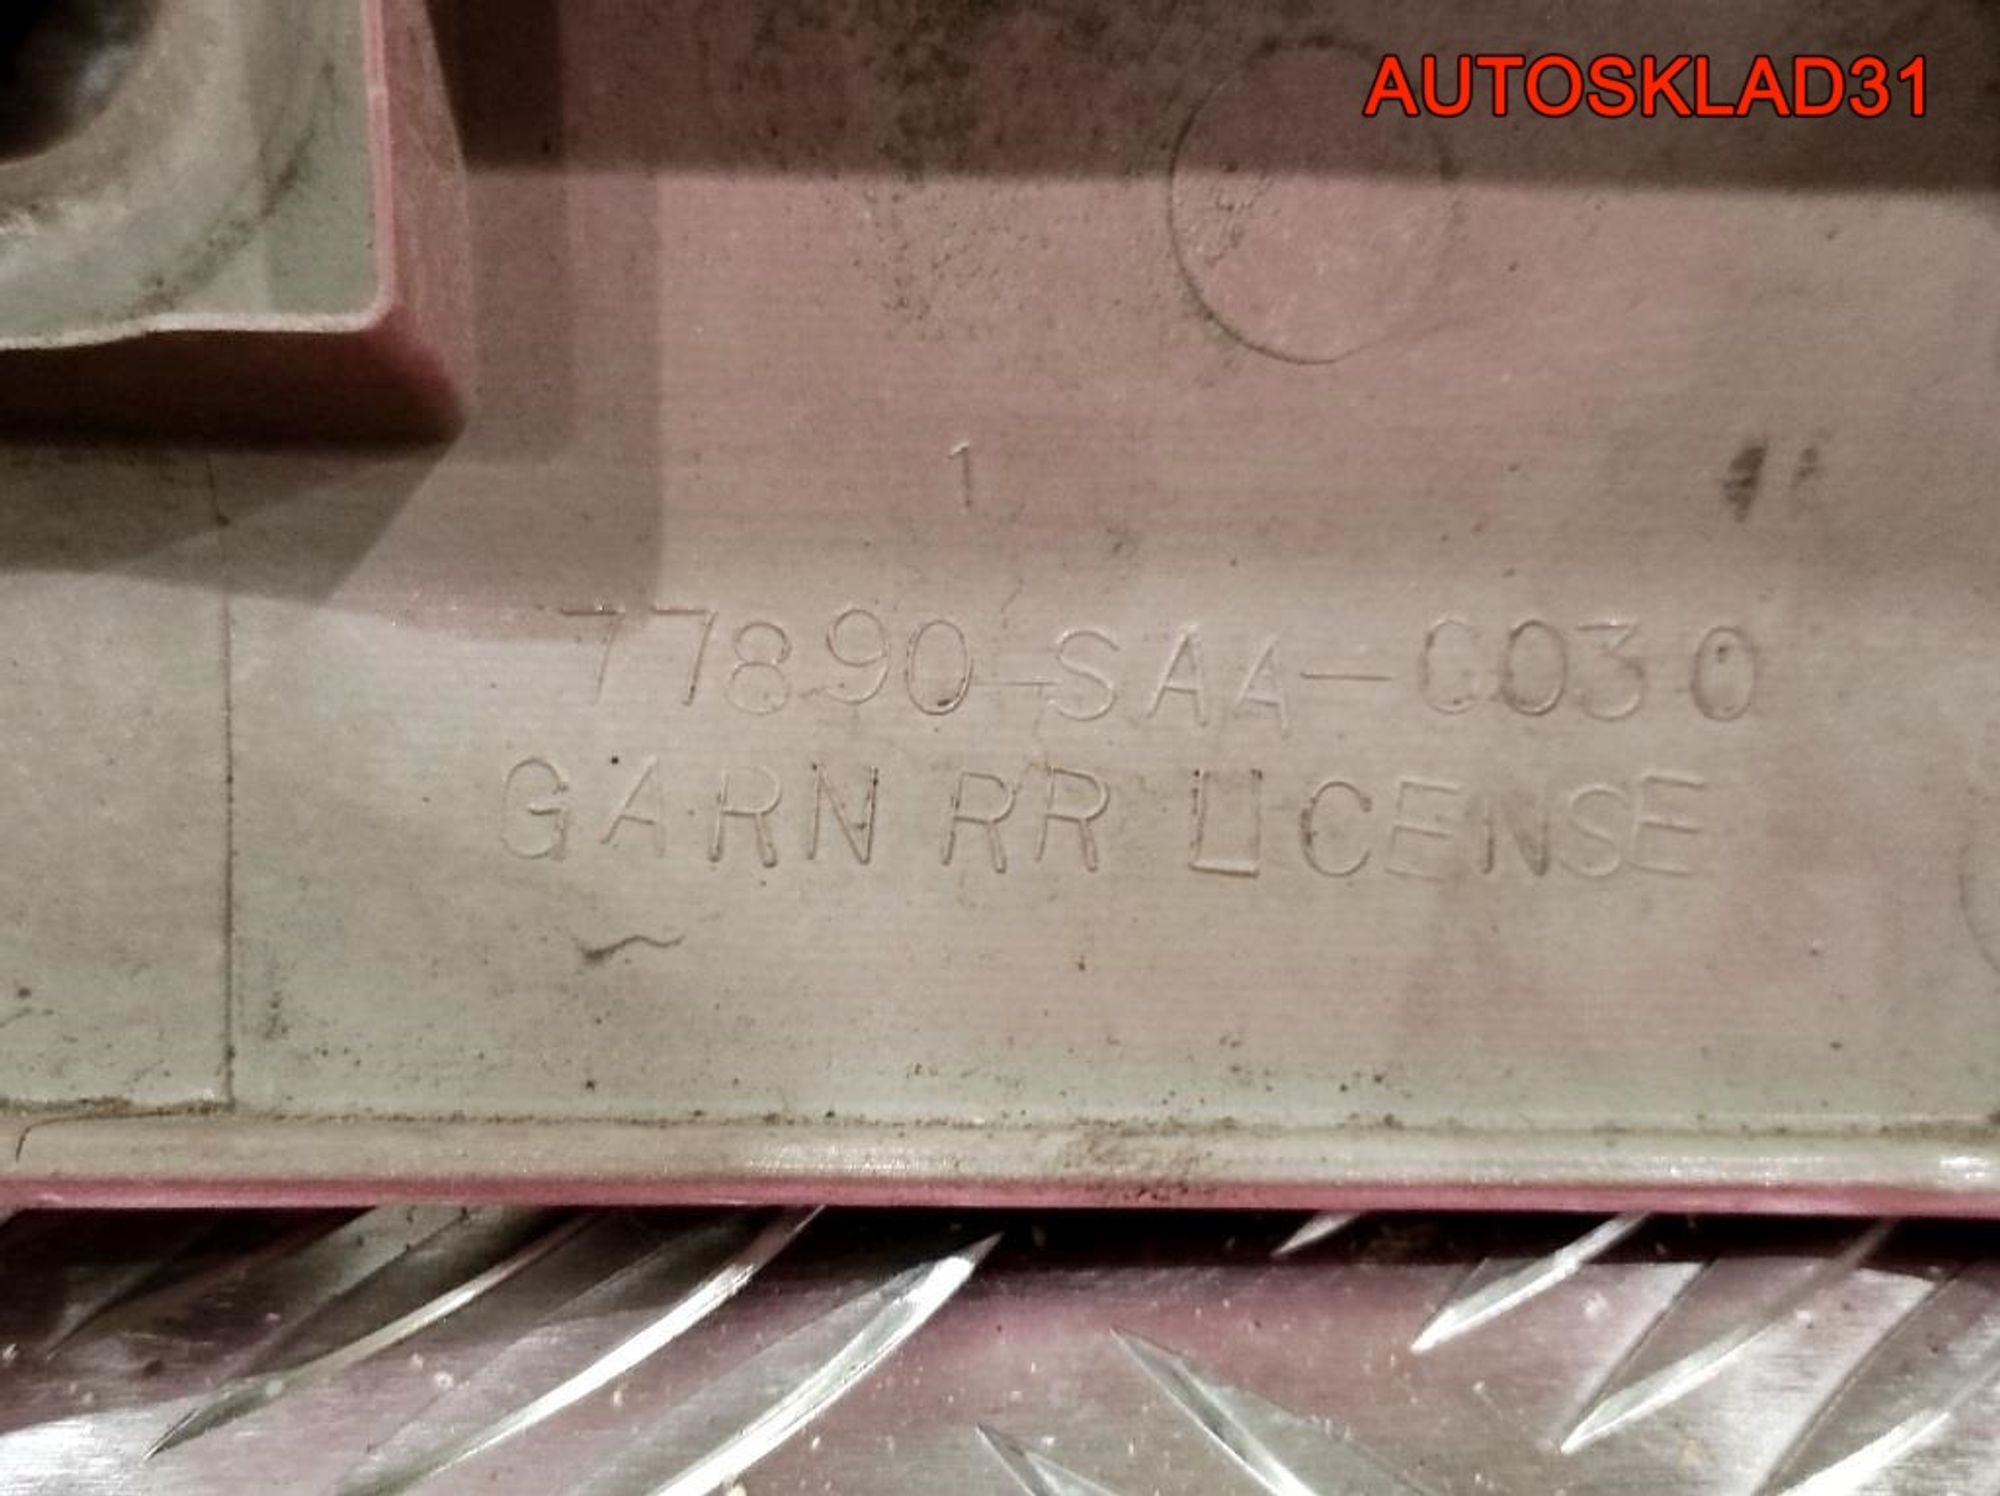 AUTOSKLAD31
1
77890-SAA-G030
GARN RR LICENSE